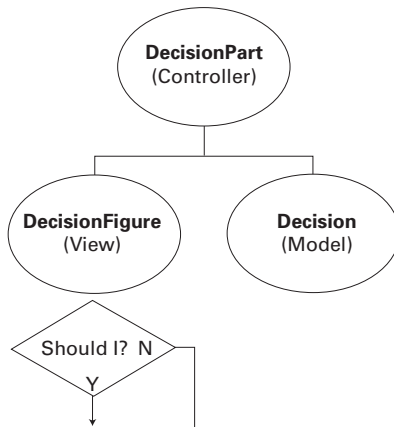 DecisionPart
(Controller)
DecisionFigure
(View)
Decision
(Model)
Should I? N
Y